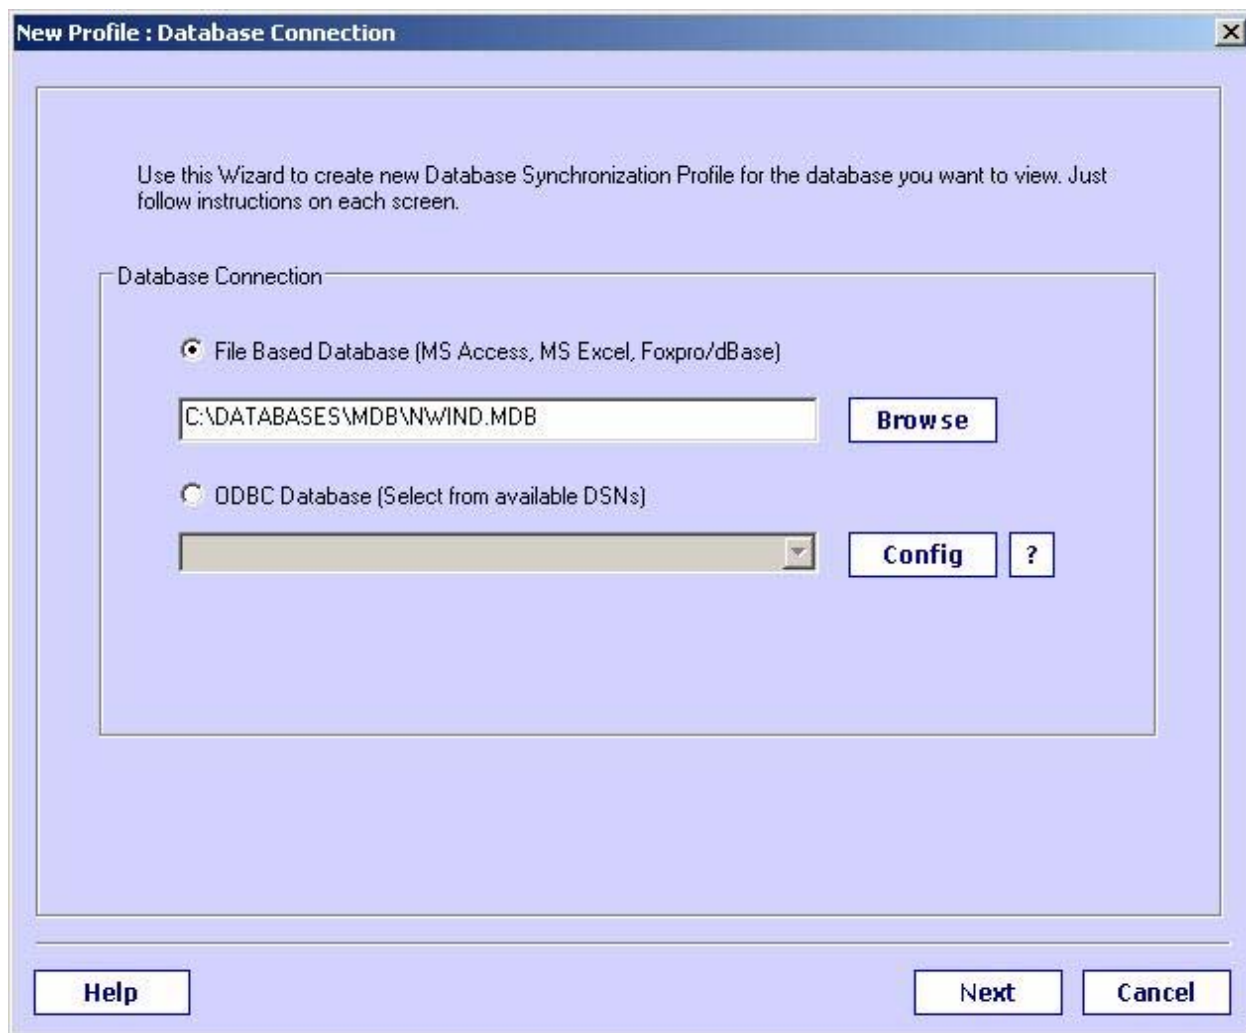 New Profile : Database Connection
Use this Wizard to create new Database Synchronization Profile for the database you want to view. Just
follow instructions on each screen.
Database Connection
File Based Database (MS Access, MS Excel, Foxpro/dBase)
C:\DATABASES\MDB\NWIND.MDB
Browse
ODBC Database (Select from available DSNs)
Config
?
Help
Next
Cancel